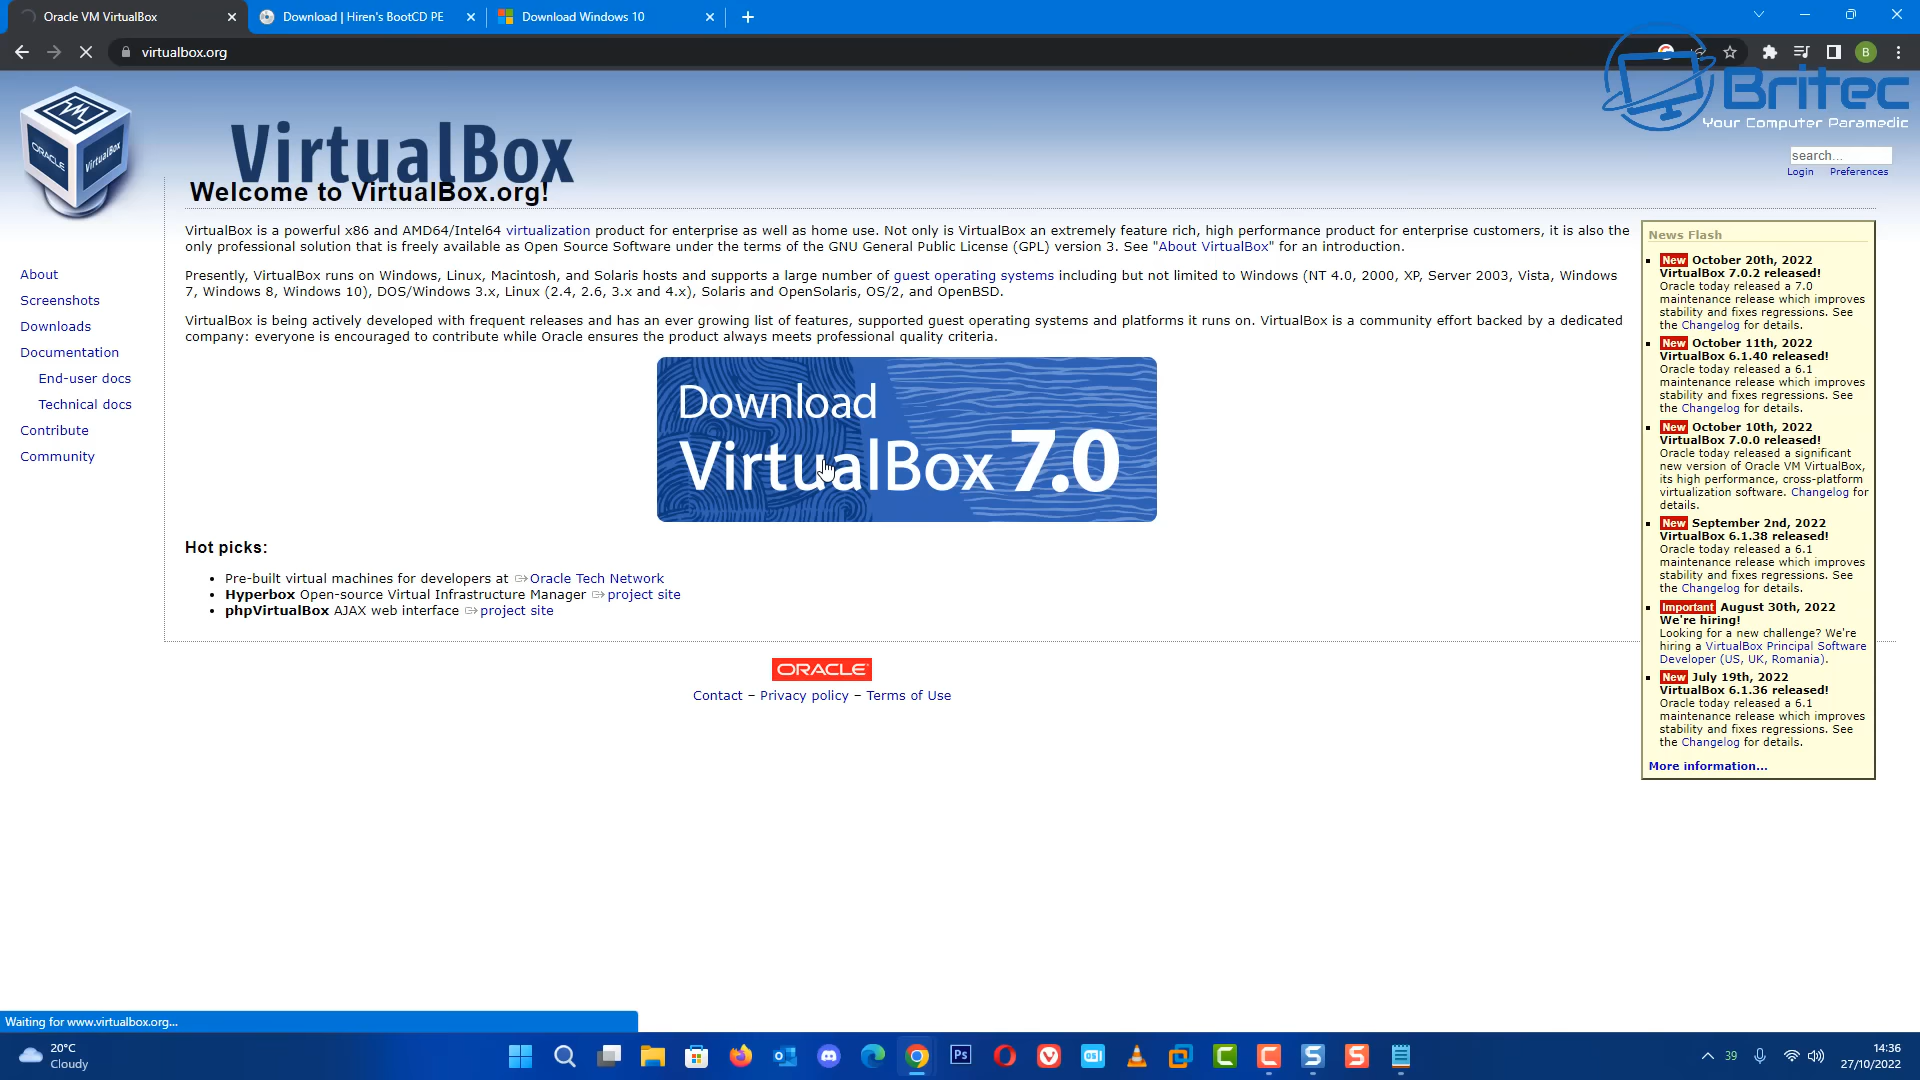 Oracle VM VirtualBox
Download | Hiren's BootCD PE
Download Windows 10
virtualbox.org
B
Britec
Your Computer Paramedic
ORACLE
VirtualBox
VirtualBox
search...
Login Preferences
Welcome to VirtualBox.org!
About
Screenshots
Downloads
Documentation
End-user docs
Technical docs
Contribute
Community
VirtualBox is a powerful x86 and AMD64/Intel64 virtualization product for enterprise as well as home use. Not only is VirtualBox an extremely feature rich, high performance product for enterprise customers, it is also the
only professional solution that is freely available as Open Source Software under the terms of the GNU General Public License (GPL) version 3. See "About VirtualBox" for an introduction.
Presently, VirtualBox runs on Windows, Linux, Macintosh, and Solaris hosts and supports a large number of guest operating systems including but not limited to Windows (NT 4.0, 2000, XP, Server 2003, Vista, Windows
7, Windows 8, Windows 10), DOS/Windows 3.x, Linux (2.4, 2.6, 3.x and 4.x), Solaris and OpenSolaris, OS/2, and OpenBSD.
VirtualBox is being actively developed with frequent releases and has an ever growing list of features, supported guest operating systems and platforms it runs on. VirtualBox is a community effort backed by a dedicated
company: everyone is encouraged to contribute while Oracle ensures the product always meets professional quality criteria.
Download
VirtualBox 7.0
Hot picks:
Pre-built virtual machines for developers at Oracle Tech Network
Hyperbox Open-source Virtual Infrastructure Manager project site
phpVirtualBox AJAX web interface project site
ORACLE
Contact – Privacy policy – Terms of Use
News Flash
New October 20th, 2022
VirtualBox 7.0.2 released!
Oracle today released a 7.0
maintenance release which improves
stability and fixes regressions. See
the Changelog for details.
New October 11th, 2022
VirtualBox 6.1.40 released!
Oracle today released a 6.1
maintenance release which improves
stability and fixes regressions. See
the Changelog for details.
New October 10th, 2022
VirtualBox 7.0.0 released!
Oracle today released a significant
new version of Oracle VM VirtualBox,
its high performance, cross-platform
virtualization software. Changelog for
details.
New September 2nd, 2022
VirtualBox 6.1.38 released!
Oracle today released a 6.1
maintenance release which improves
stability and fixes regressions. See
the Changelog for details.
Important August 30th, 2022
We're hiring!
Looking for a new challenge? We're
hiring a VirtualBox Principal Software
Developer (US, UK, Romania).
New July 19th, 2022
VirtualBox 6.1.36 released!
Oracle today released a 6.1
maintenance release which improves
stability and fixes regressions. See
the Changelog for details.
More information...
Waiting for www.virtualbox.org...
20°C
Cloudy
Ps
39
14:36
27/10/2022